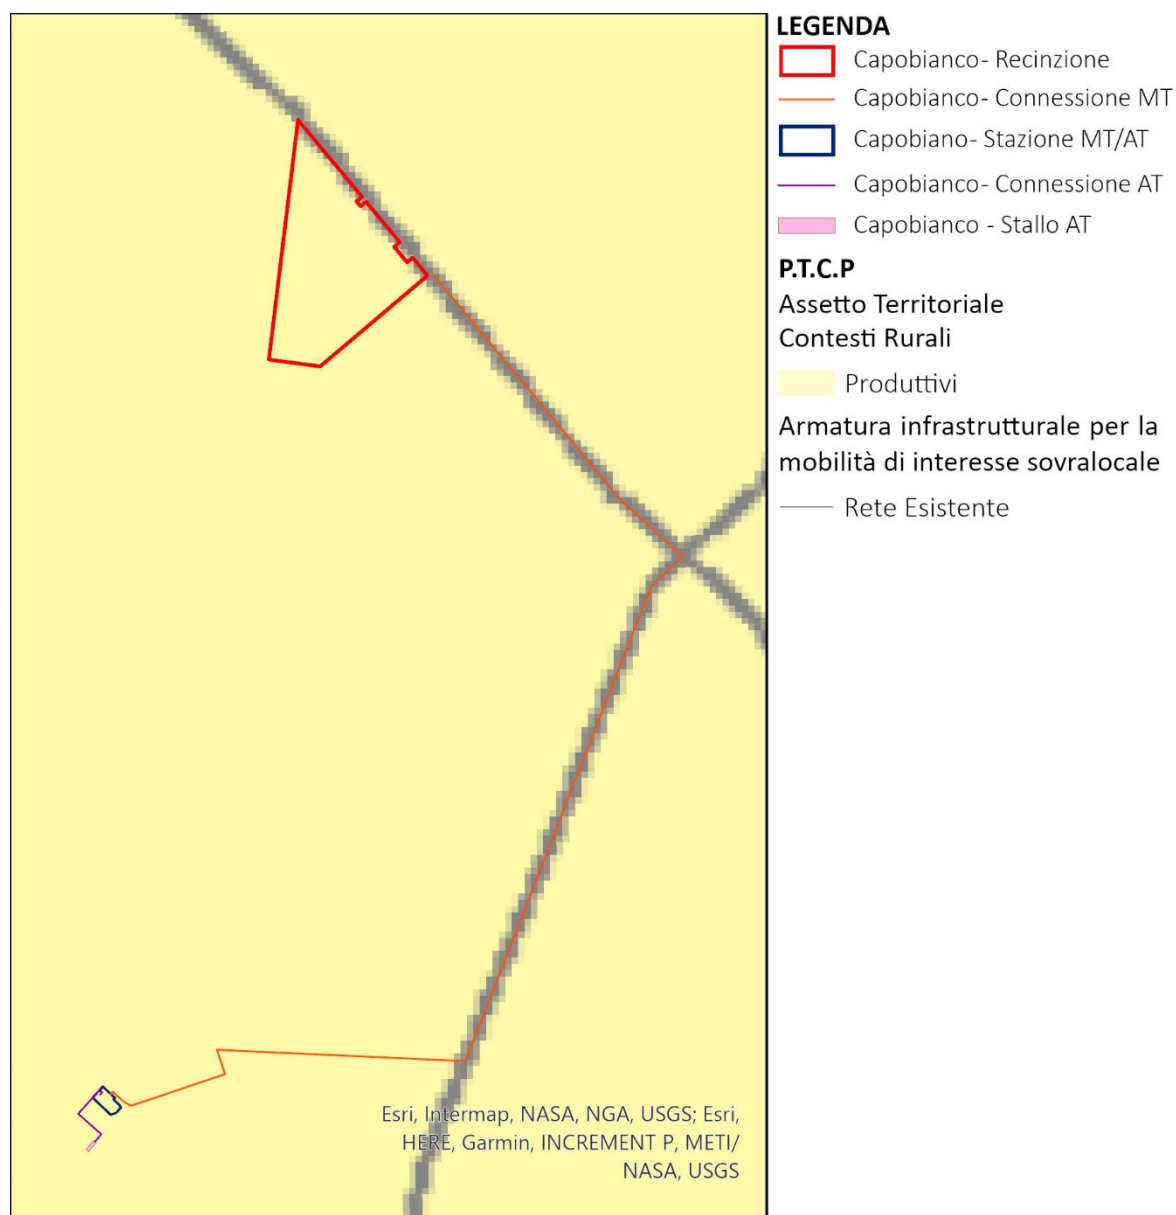 LEGENDA
Capobianco- Recinzione
Capobianco- Connessione MT
Capobiano- Stazione MT/AT
Capobianco- Connessione AT
Capobianco - Stallo AT
P.T.C.P
Assetto Territoriale
Contesti Rurali
Produttivi
Armatura infrastrutturale per la
mobilità di interesse sovralocale
Rete Esistente
Esri, Intermap, NASA, NGA, USGS; Esri,
HERE, Garmin, INCREMENT P, METI/
NASA, USGS